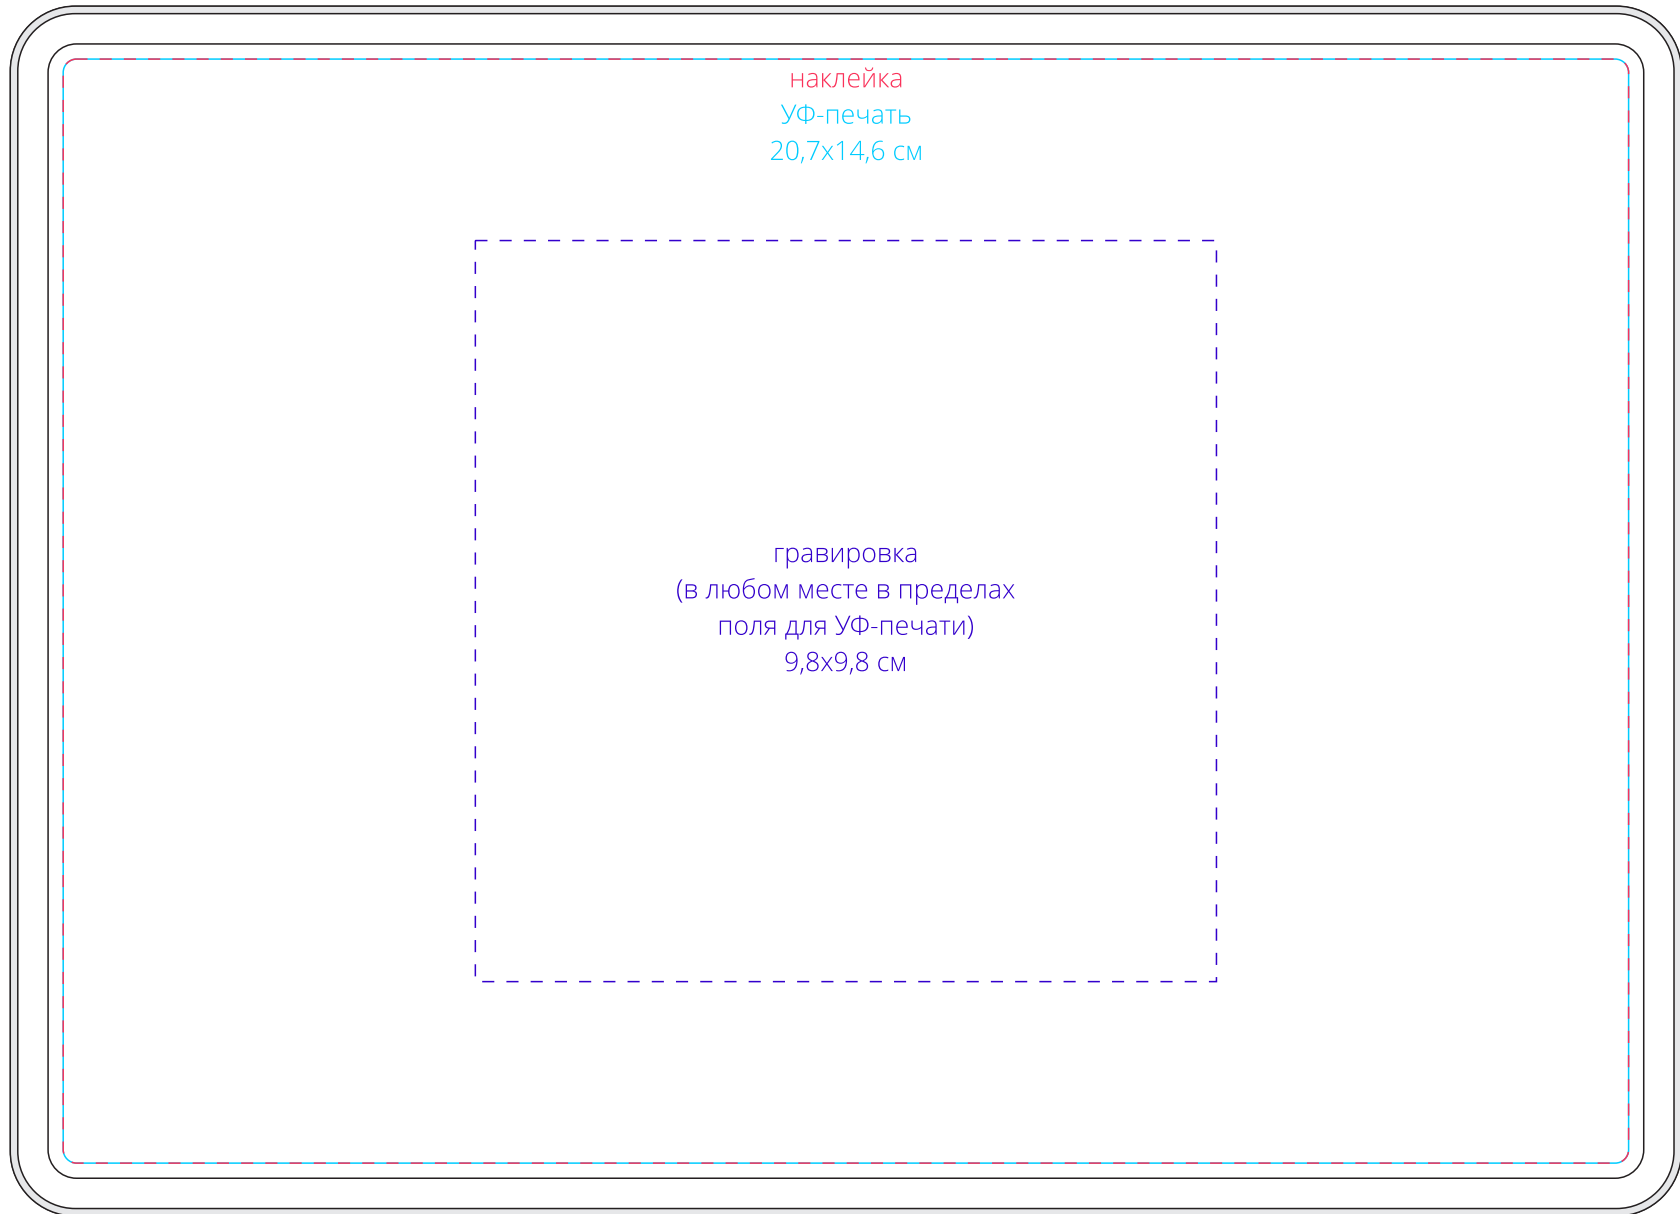 наклейка
УФ-печать
20,7х14,6 см
гравировка
(в любом месте в пределах
поля для УФ-печати)
9,8х9,8 см